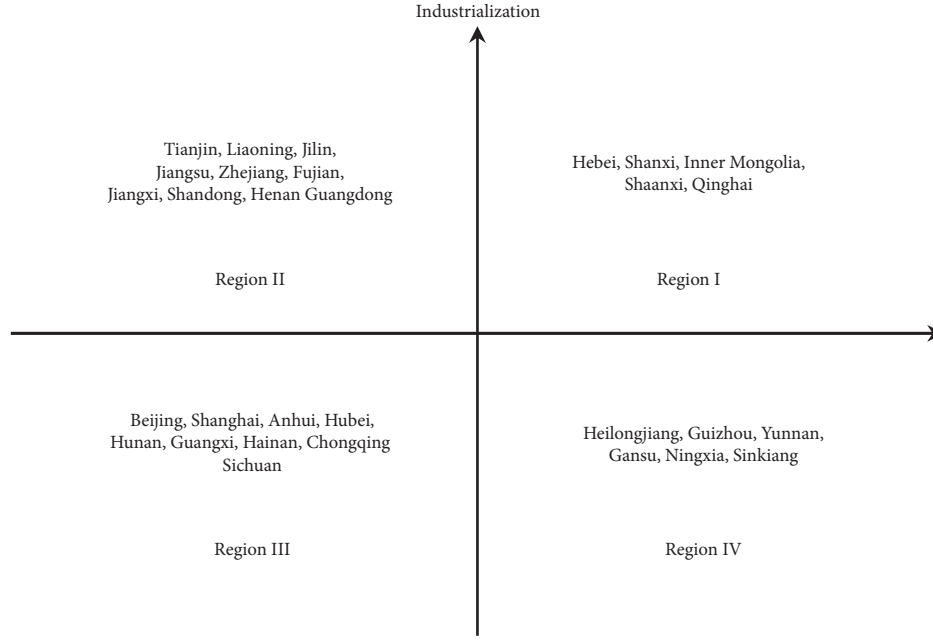 Industrialization
Tianjin, Liaoning, Jilin,
Jiangsu, Zhejiang, Fujian,
Jiangxi, Shandong, Henan Guangdong
Region II
Hebei, Shanxi, Inner Mongolia,
Shaanxi, Qinghai
Region I
Beijing, Shanghai, Anhui, Hubei,
Hunan, Guangxi, Hainan, Chongqing
Sichuan
Region III
Heilongjiang, Guizhou, Yunnan,
Gansu, Ningxia, Sinkiang
Region IV